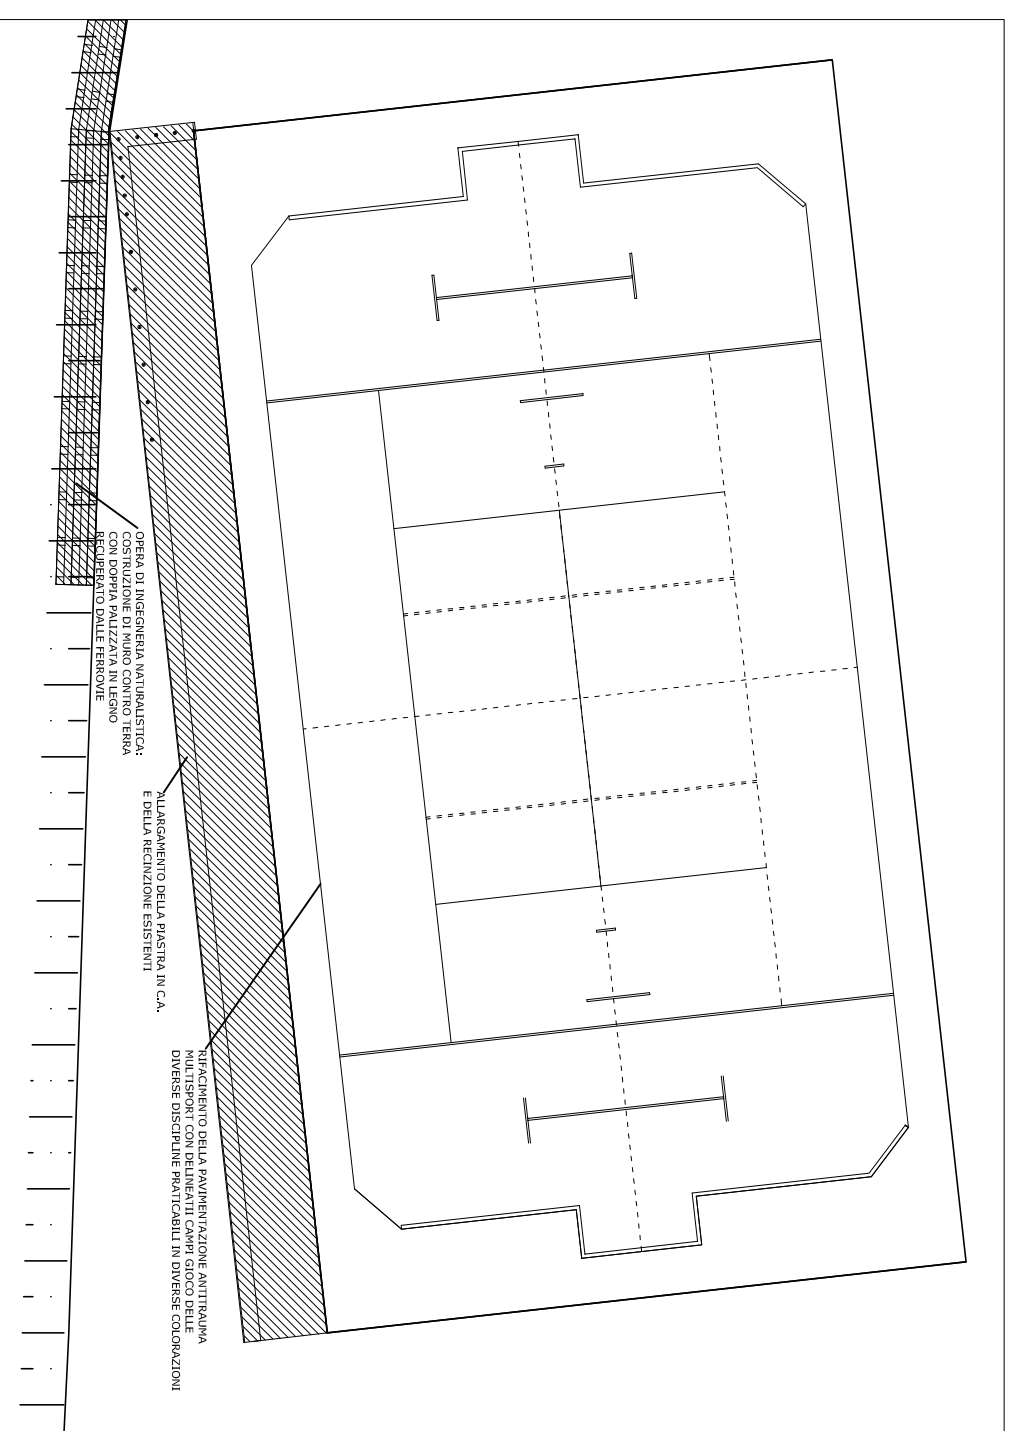 OPERA DI INGEGNERIA NATURALISTICA:
COSTRUZIONE DI MURO CONTRO TERRA
CON DOPPIA PALIZZATA IN LEGNO
RECUPERATO DALLE FERROVIE
ALLARGAMENTO DELLA PIASTRA IN C.A.
E DELLA RECINZIONE ESISTENTI
RIFACIMENTO DELLA PAVIMENTAZIONE ANTITRAUMA
MULTISPORT CON DELINEATI CAMPI GIOCO DELLE
DIVERSE DISCIPLINE PRATICABILI IN DIVERSE COLORAZIONI